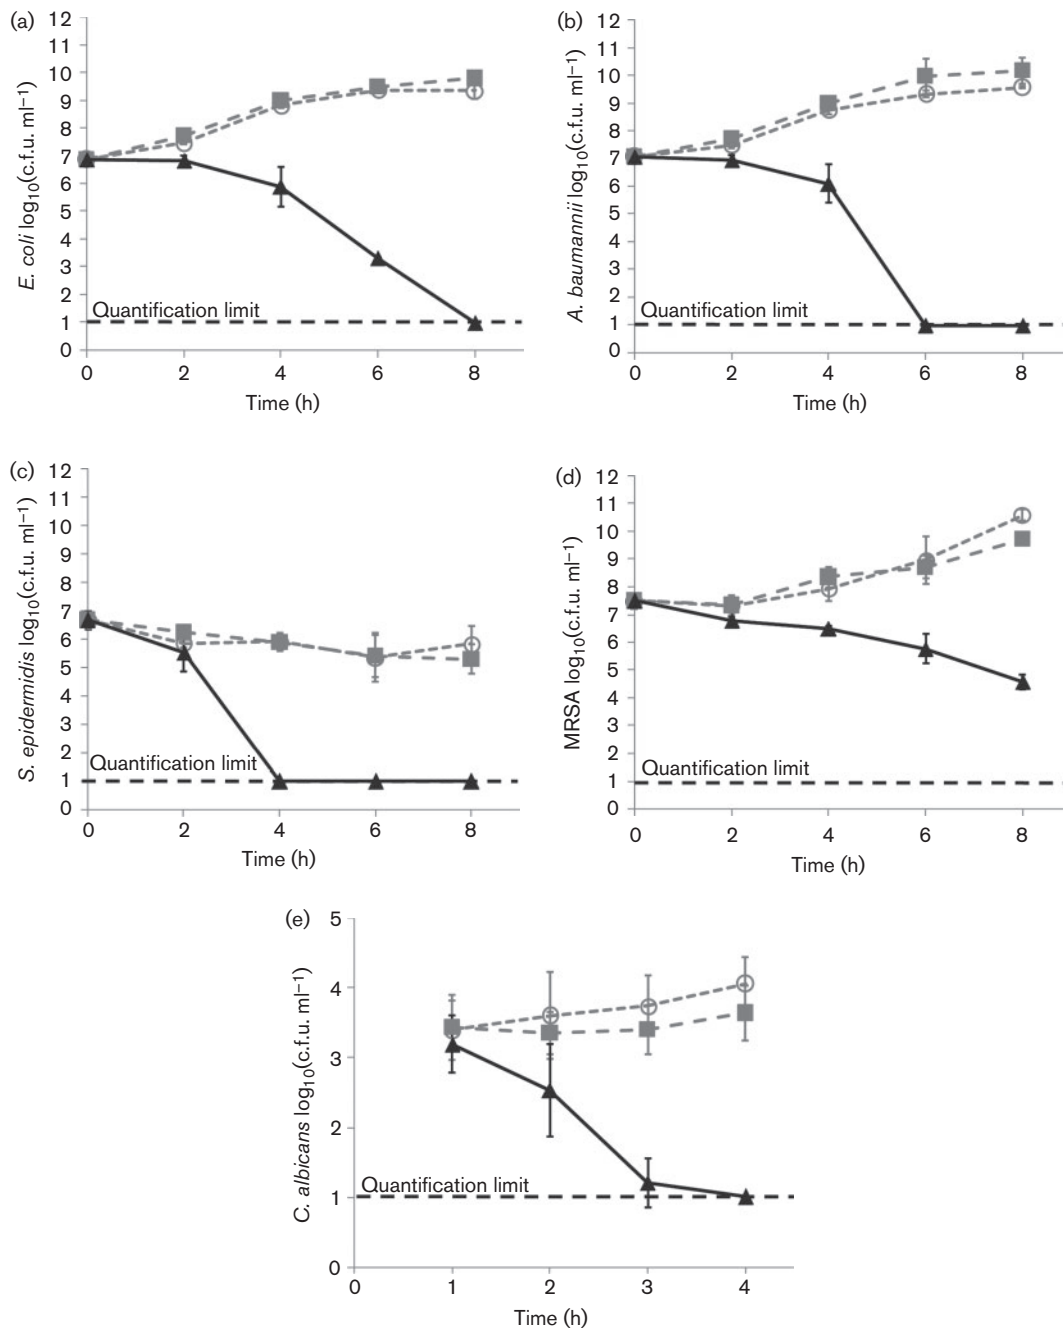 (a)
E. coli log10(c.f.u. ml−1)
12
11
10
9
8
7
6
5
4
3
2
1
0
Quantification limit
0 2 4 6 8
Time (h)
(b)
A. baumannii log10(c.f.u. ml−1)
12
11
10
9
8
7
6
5
4
3
2
1
0
Quantification limit
0 2 4 6 8
Time (h)
(c)
S. epidermidis log10(c.f.u. ml−1)
12
11
10
9
8
7
6
5
4
3
2
1
0
Quantification limit
0 2 4 6 8
Time (h)
(d)
MRSA log10(c.f.u. ml−1)
12
11
10
9
8
7
6
5
4
3
2
1
0
Quantification limit
0 2 4 6 8
Time (h)
(e)
C. albicans log10(c.f.u. ml−1)
5
4
3
2
1
0
Quantification limit
0 1 2 3 4
Time (h)